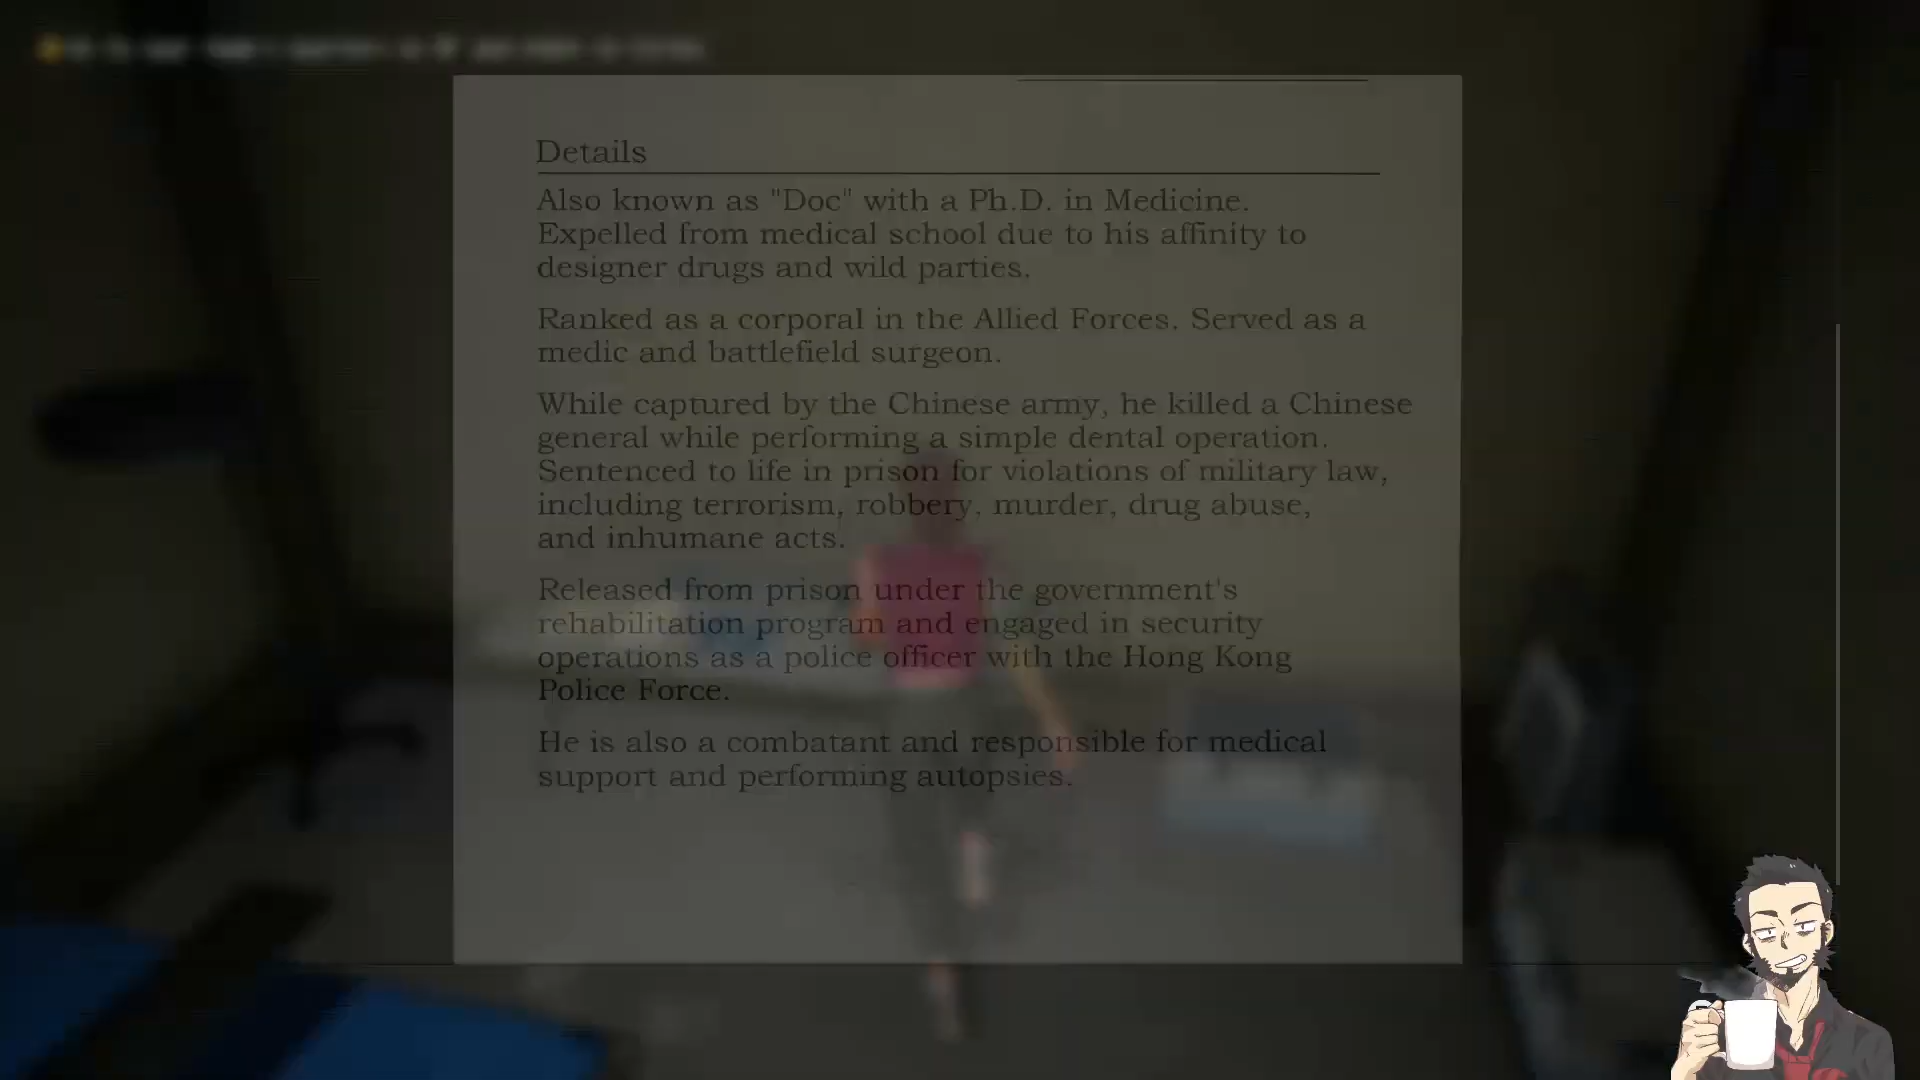 Details
Also known as "Doc" with a Ph.D. in Medicine.
Expelled from medical school due to his affinity to
designer drugs and wild parties.
Ranked as a corporal in the Allied Forces. Served as a
medic and battlefield surgeon.
While captured by the Chinese army, he killed a Chinese
general while performing a simple dental operation.
Sentenced to life in prison for violations of military law,
including terrorism, robbery, murder, drug abuse,
and inhumane acts.
Released from prison under the government's
rehabilitation program and engaged in security
operations as a police officer with the Hong Kong
Police Force.
He is also a combatant and responsible for medical
support and performing autopsies.